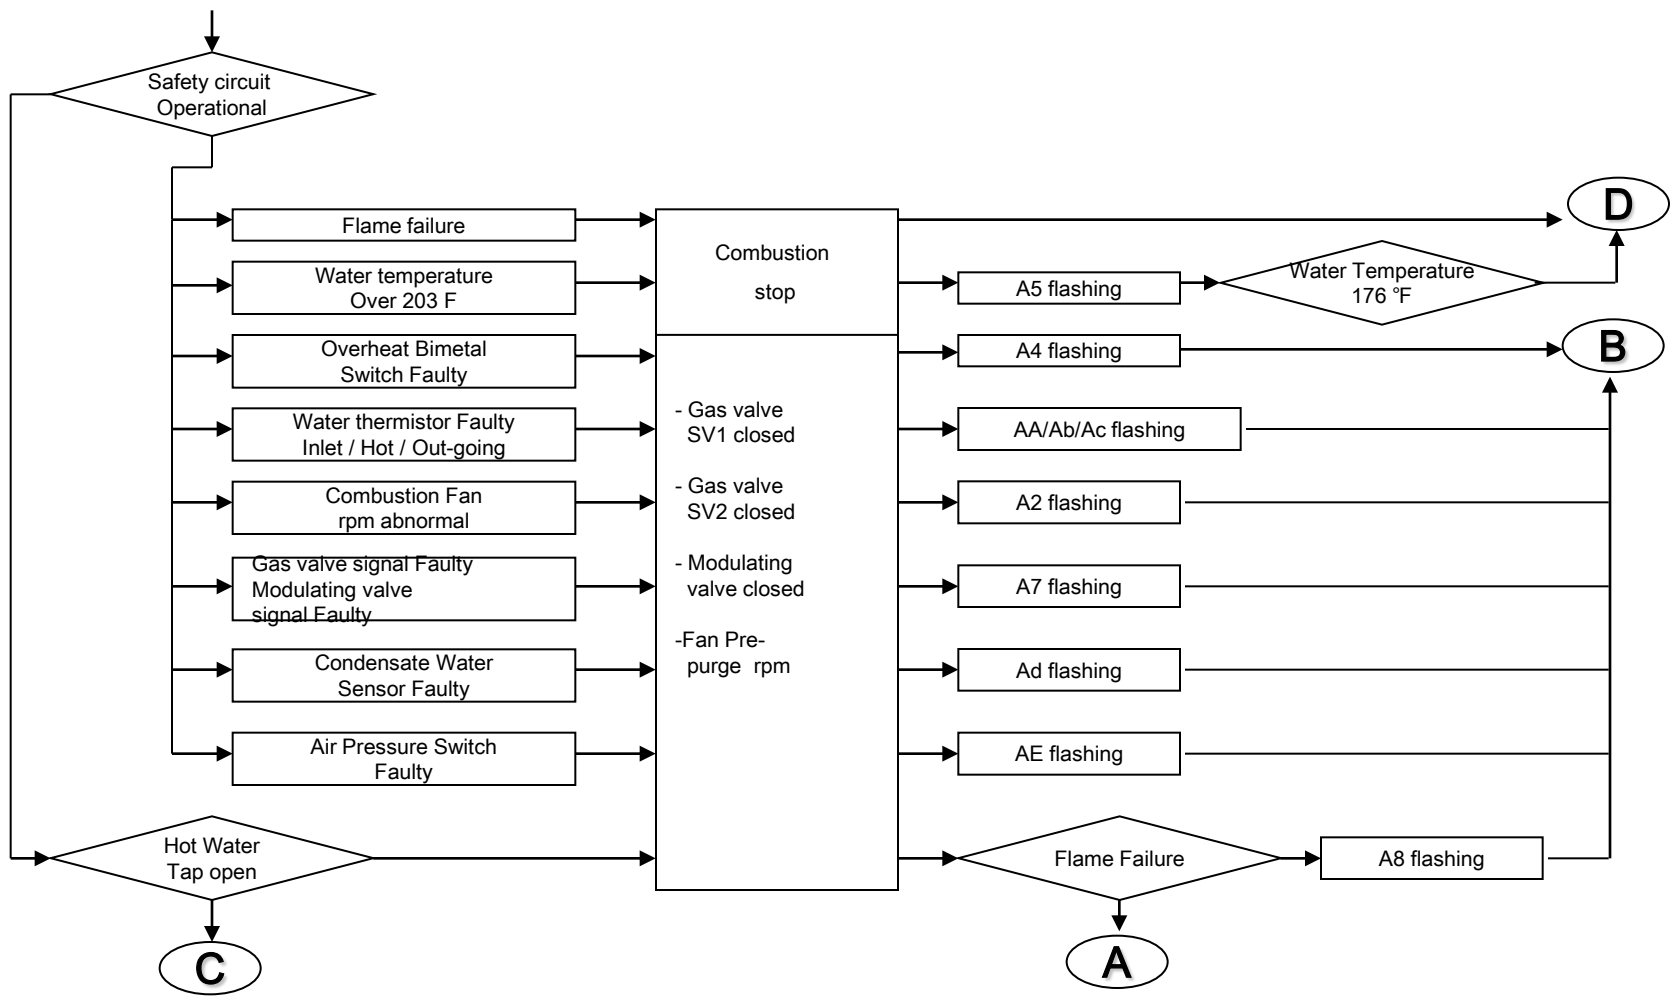 Safety circuit
Operational
Flame failure
Water temperature
Over 203 F
Overheat Bimetal
Switch Faulty
Water thermistor Faulty
Inlet / Hot / Out-going
Combustion Fan
rpm abnormal
Gas valve signal Faulty
Modulating valve
signal Faulty
Condensate Water
Sensor Faulty
Air Pressure Switch
Faulty
Hot Water
Tap open
C
Combustion
stop
- Gas valve
SV1 closed
- Gas valve
SV2 closed
- Modulating
valve closed
-Fan Pre-
purge rpm
A5 flashing
A4 flashing
AA/Ab/Ac flashing
A2 flashing
A7 flashing
Ad flashing
AE flashing
Flame Failure
A
A8 flashing
Water Temperature
176 °F
D
B